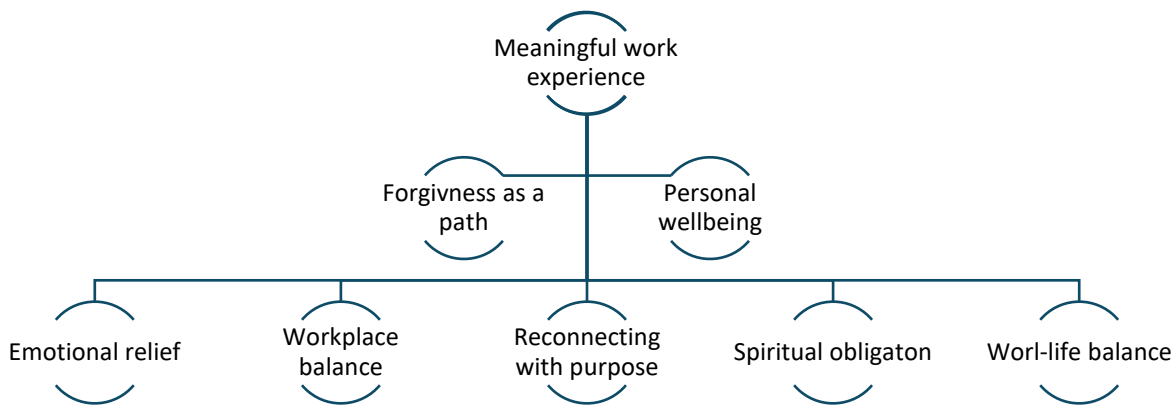 Meaningful work
experience
Forgivness as a
path
Personal
wellbeing
Emotional relief
Workplace
balance
Reconnecting
with purpose
Spiritual obligaton
Worl-life balance